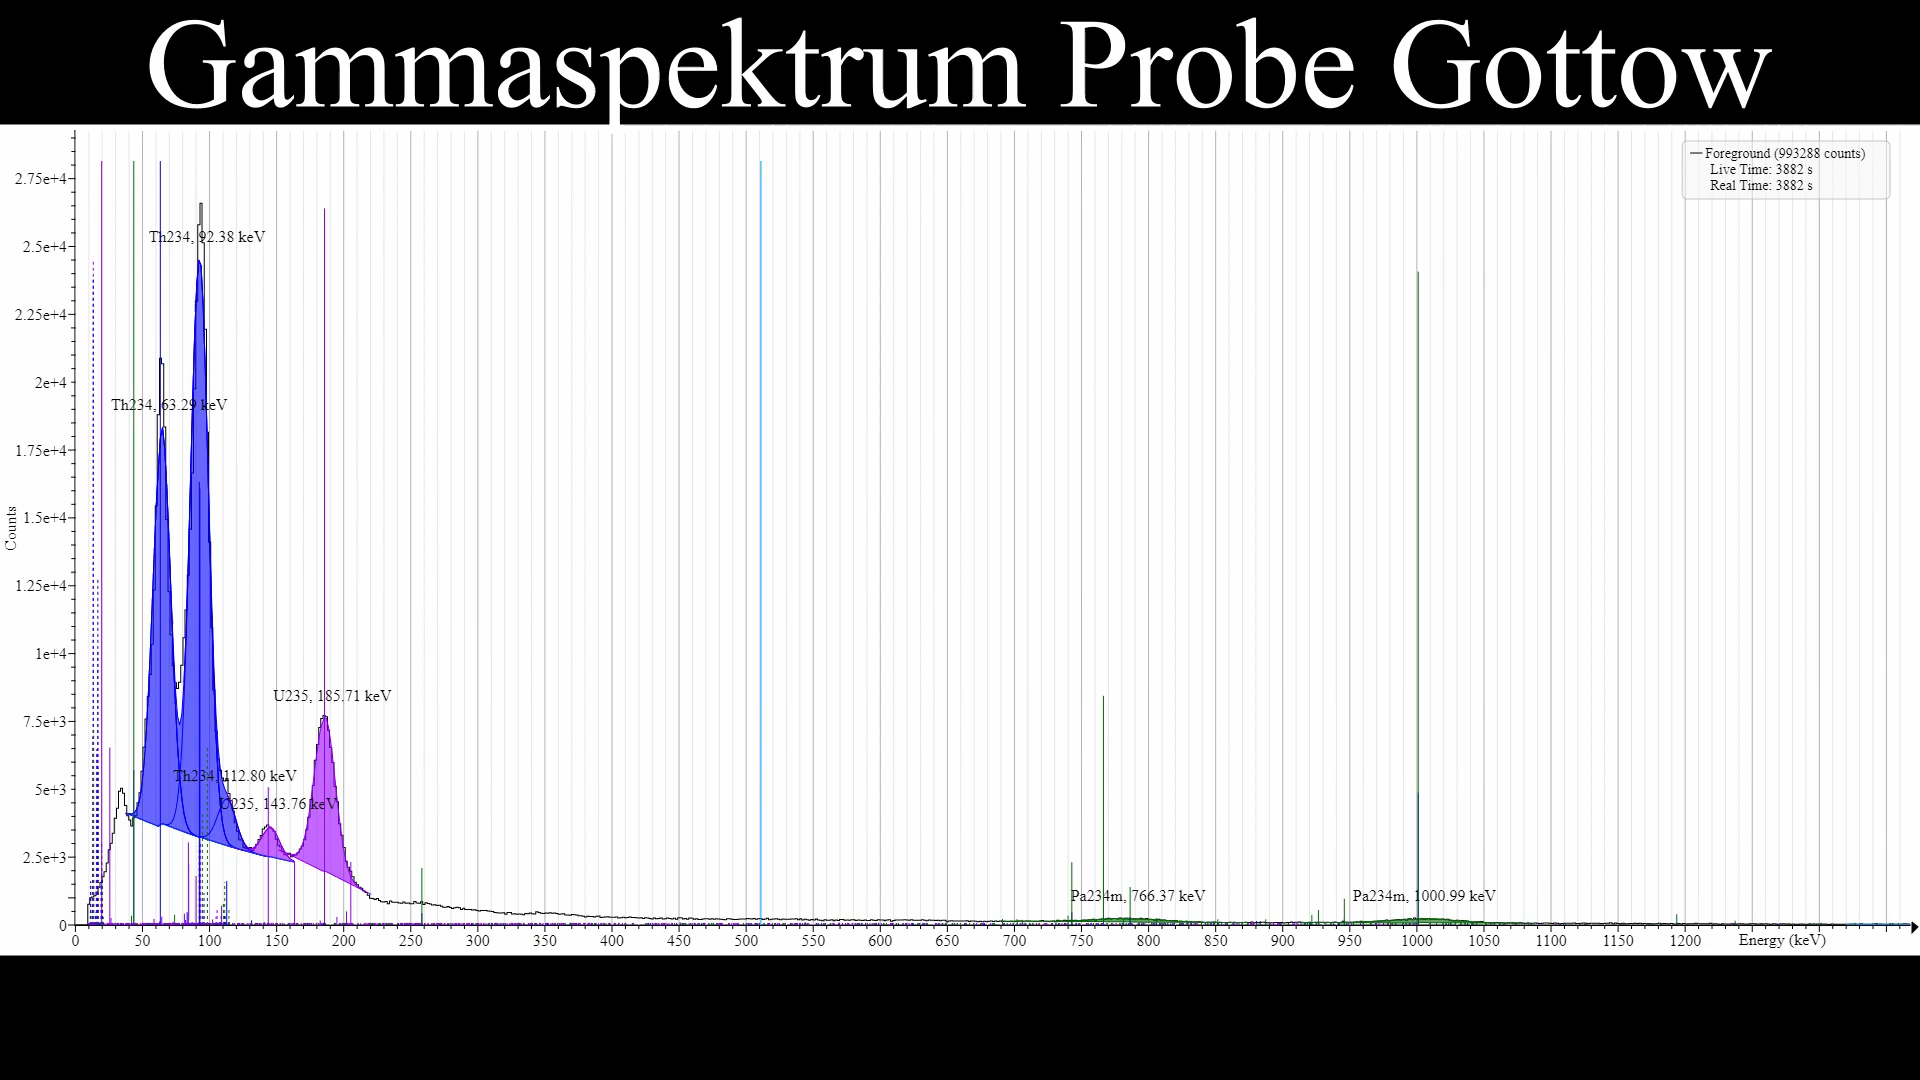 Gammaspektrum Probe Gottow
Foreground (993288 counts)
Live Time: 3882 s
Real Time: 3882 s
2.75e+4
2.5e+4
2.25e+4
2e+4
1.75e+4
1.5e+4
1.25e+4
1e+4
7.5e+3
5e+3
2.5e+3
0
Counts
Th234, 92.38 keV
Th234, 63.29 keV
U235, 185.71 keV
Th234, 112.80 keV
U235, 143.76 keV
Pa234m, 766.37 keV
Pa234m, 1000.99 keV
0 50 100 150 200 250 300 350 400 450 500 550 600 650 700 750 800 850 900 950 1000 1050 1100 1150 1200
Energy (keV)